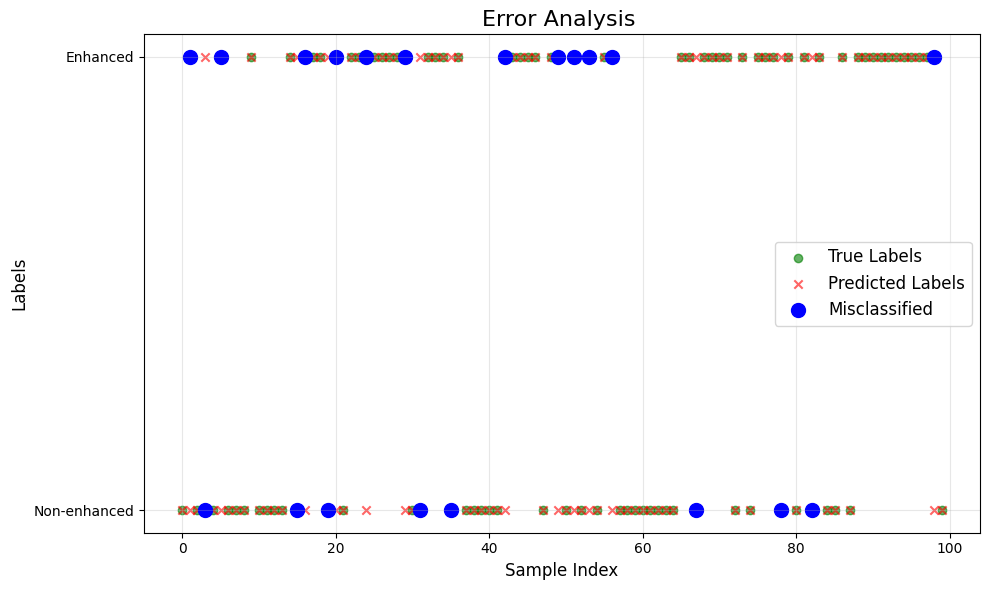 Error Analysis
Enhanced
Labels
True Labels
Predicted Labels
Misclassified
Non-enhanced
0 20 40 60 80 100
Sample Index